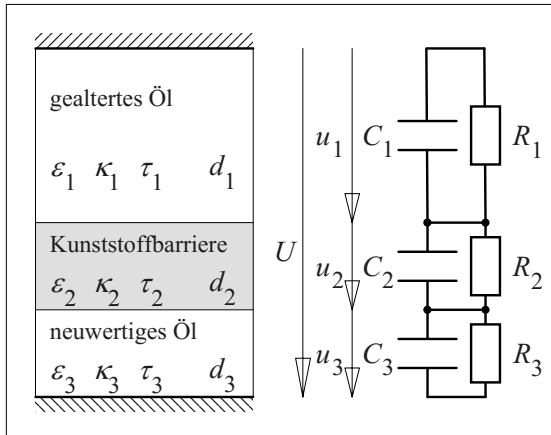 gealtertes Öl
ε₁ κ₁ τ₁ d₁
Kunststoffbarriere
ε₂ κ₂ τ₂ d₂
neuwertiges Öl
ε₃ κ₃ τ₃ d₃
U
u₁ C₁ R₁
u₂ C₂ R₂
u₃ C₃ R₃